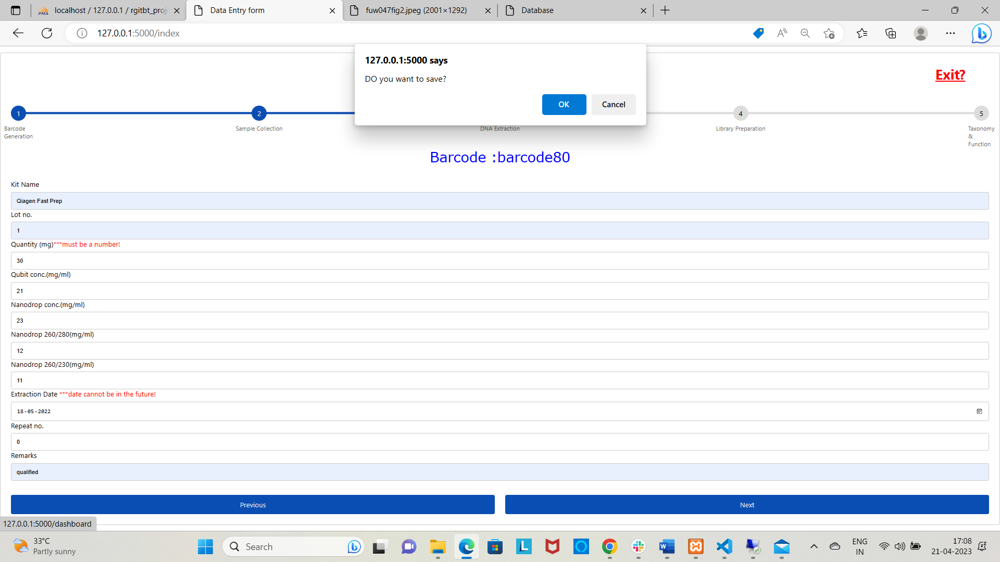 localhost / 127.0.0.1 / rgitbt_proj
Data Entry form
fuw047fig2.jpeg (2001×1292)
Database
127.0.0.1:5000/index
127.0.0.1:5000 says
DO you want to save?
OK
Cancel
Exit?
1
2
4
5
Barcode
Generation
Sample Collection
DNA Extraction
Library Preparation
Taxonomy
&
Function
Barcode :barcode80
Kit Name
Qiagen Fast Prep
Lot no.
1
Quantity (mg)***must be a number!
30
Qubit conc.(mg/ml)
21
Nanodrop conc.(mg/ml)
23
Nanodrop 260/280(mg/ml)
12
Nanodrop 260/230(mg/ml)
11
Extraction Date ***date cannot be in the future!
18-05-2022
Repeat no.
0
Remarks
qualified
Previous
Next
127.0.0.1:5000/dashboard
33°C
Partly sunny
Search
ENG
IN
17:08
21-04-2023